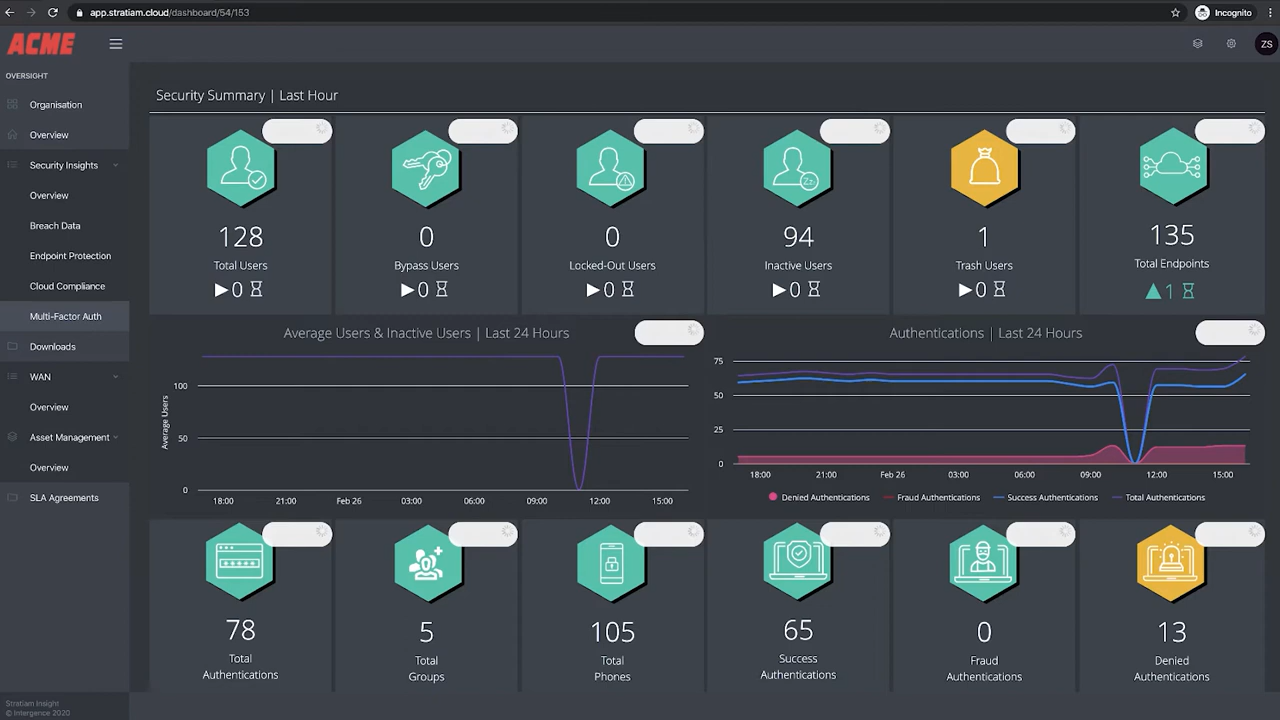 app.stratiam.cloud/dashboard/54/153
Incognito
ACME
ZS
OVERSIGHT
Organisation
Overview
Security Insights
Overview
Breach Data
Endpoint Protection
Cloud Compliance
Multi-Factor Auth
Downloads
WAN
Overview
Asset Management
Overview
SLA Agreements
Stratiam Insight
© Intergence 2020
Security Summary | Last Hour
128
Total Users
0
0
Bypass Users
0
0
Locked-Out Users
0
94
Inactive Users
Zz
0
1
Trash Users
0
135
Total Endpoints
1
Average Users & Inactive Users | Last 24 Hours
Average Users
100
50
0
18:00 21:00 Feb 26 03:00 06:00 09:00 12:00 15:00
Authentications | Last 24 Hours
75
50
25
0
18:00 21:00 Feb 26 03:00 06:00 09:00 12:00 15:00
Denied Authentications Fraud Authentications Success Authentications Total Authentications
78
Total
Authentications
5
Total
Groups
105
Total
Phones
65
Success
Authentications
0
Fraud
Authentications
13
Denied
Authentications